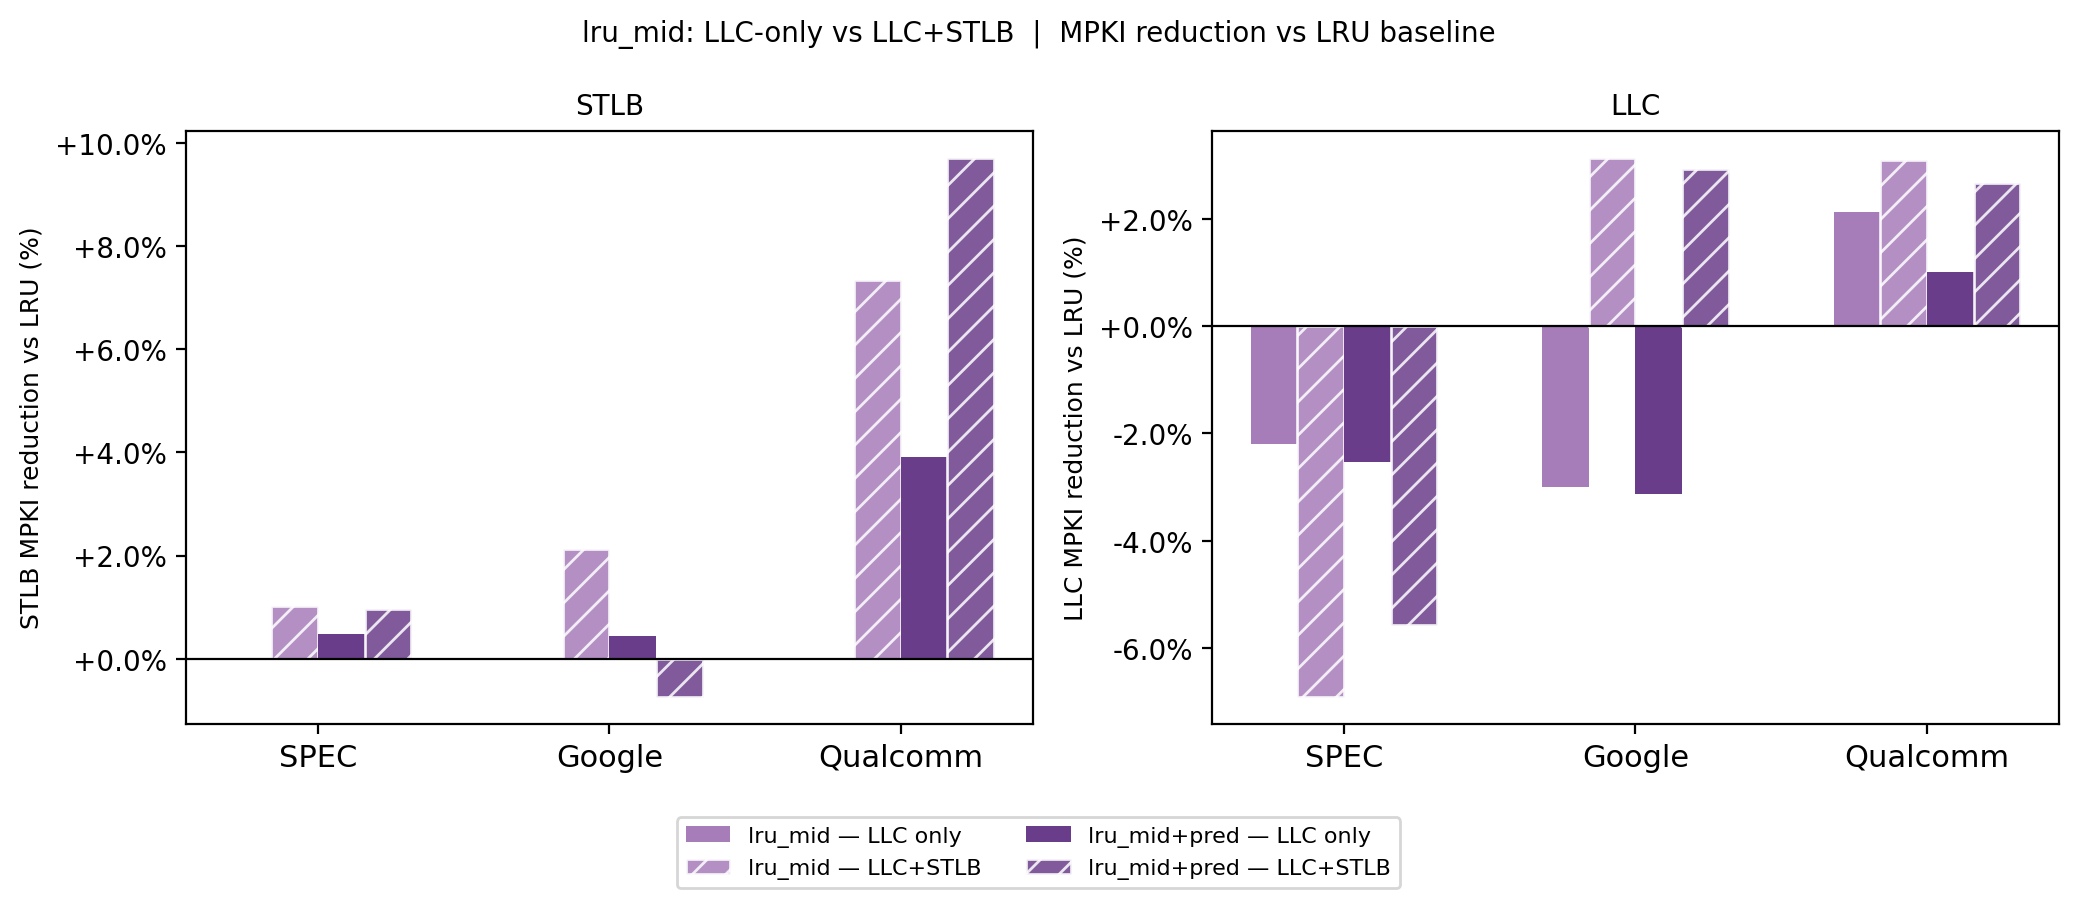 lru_mid: LLC-only vs LLC+STLB | MPKI reduction vs LRU baseline
STLB
STLB MPKI reduction vs LRU (%)
+10.0%
+8.0%
+6.0%
+4.0%
+2.0%
+0.0%
SPEC
Google
Qualcomm
LLC
LLC MPKI reduction vs LRU (%)
+2.0%
+0.0%
-2.0%
-4.0%
-6.0%
SPEC
Google
Qualcomm
lru_mid — LLC only
lru_mid — LLC+STLB
lru_mid+pred — LLC only
lru_mid+pred — LLC+STLB